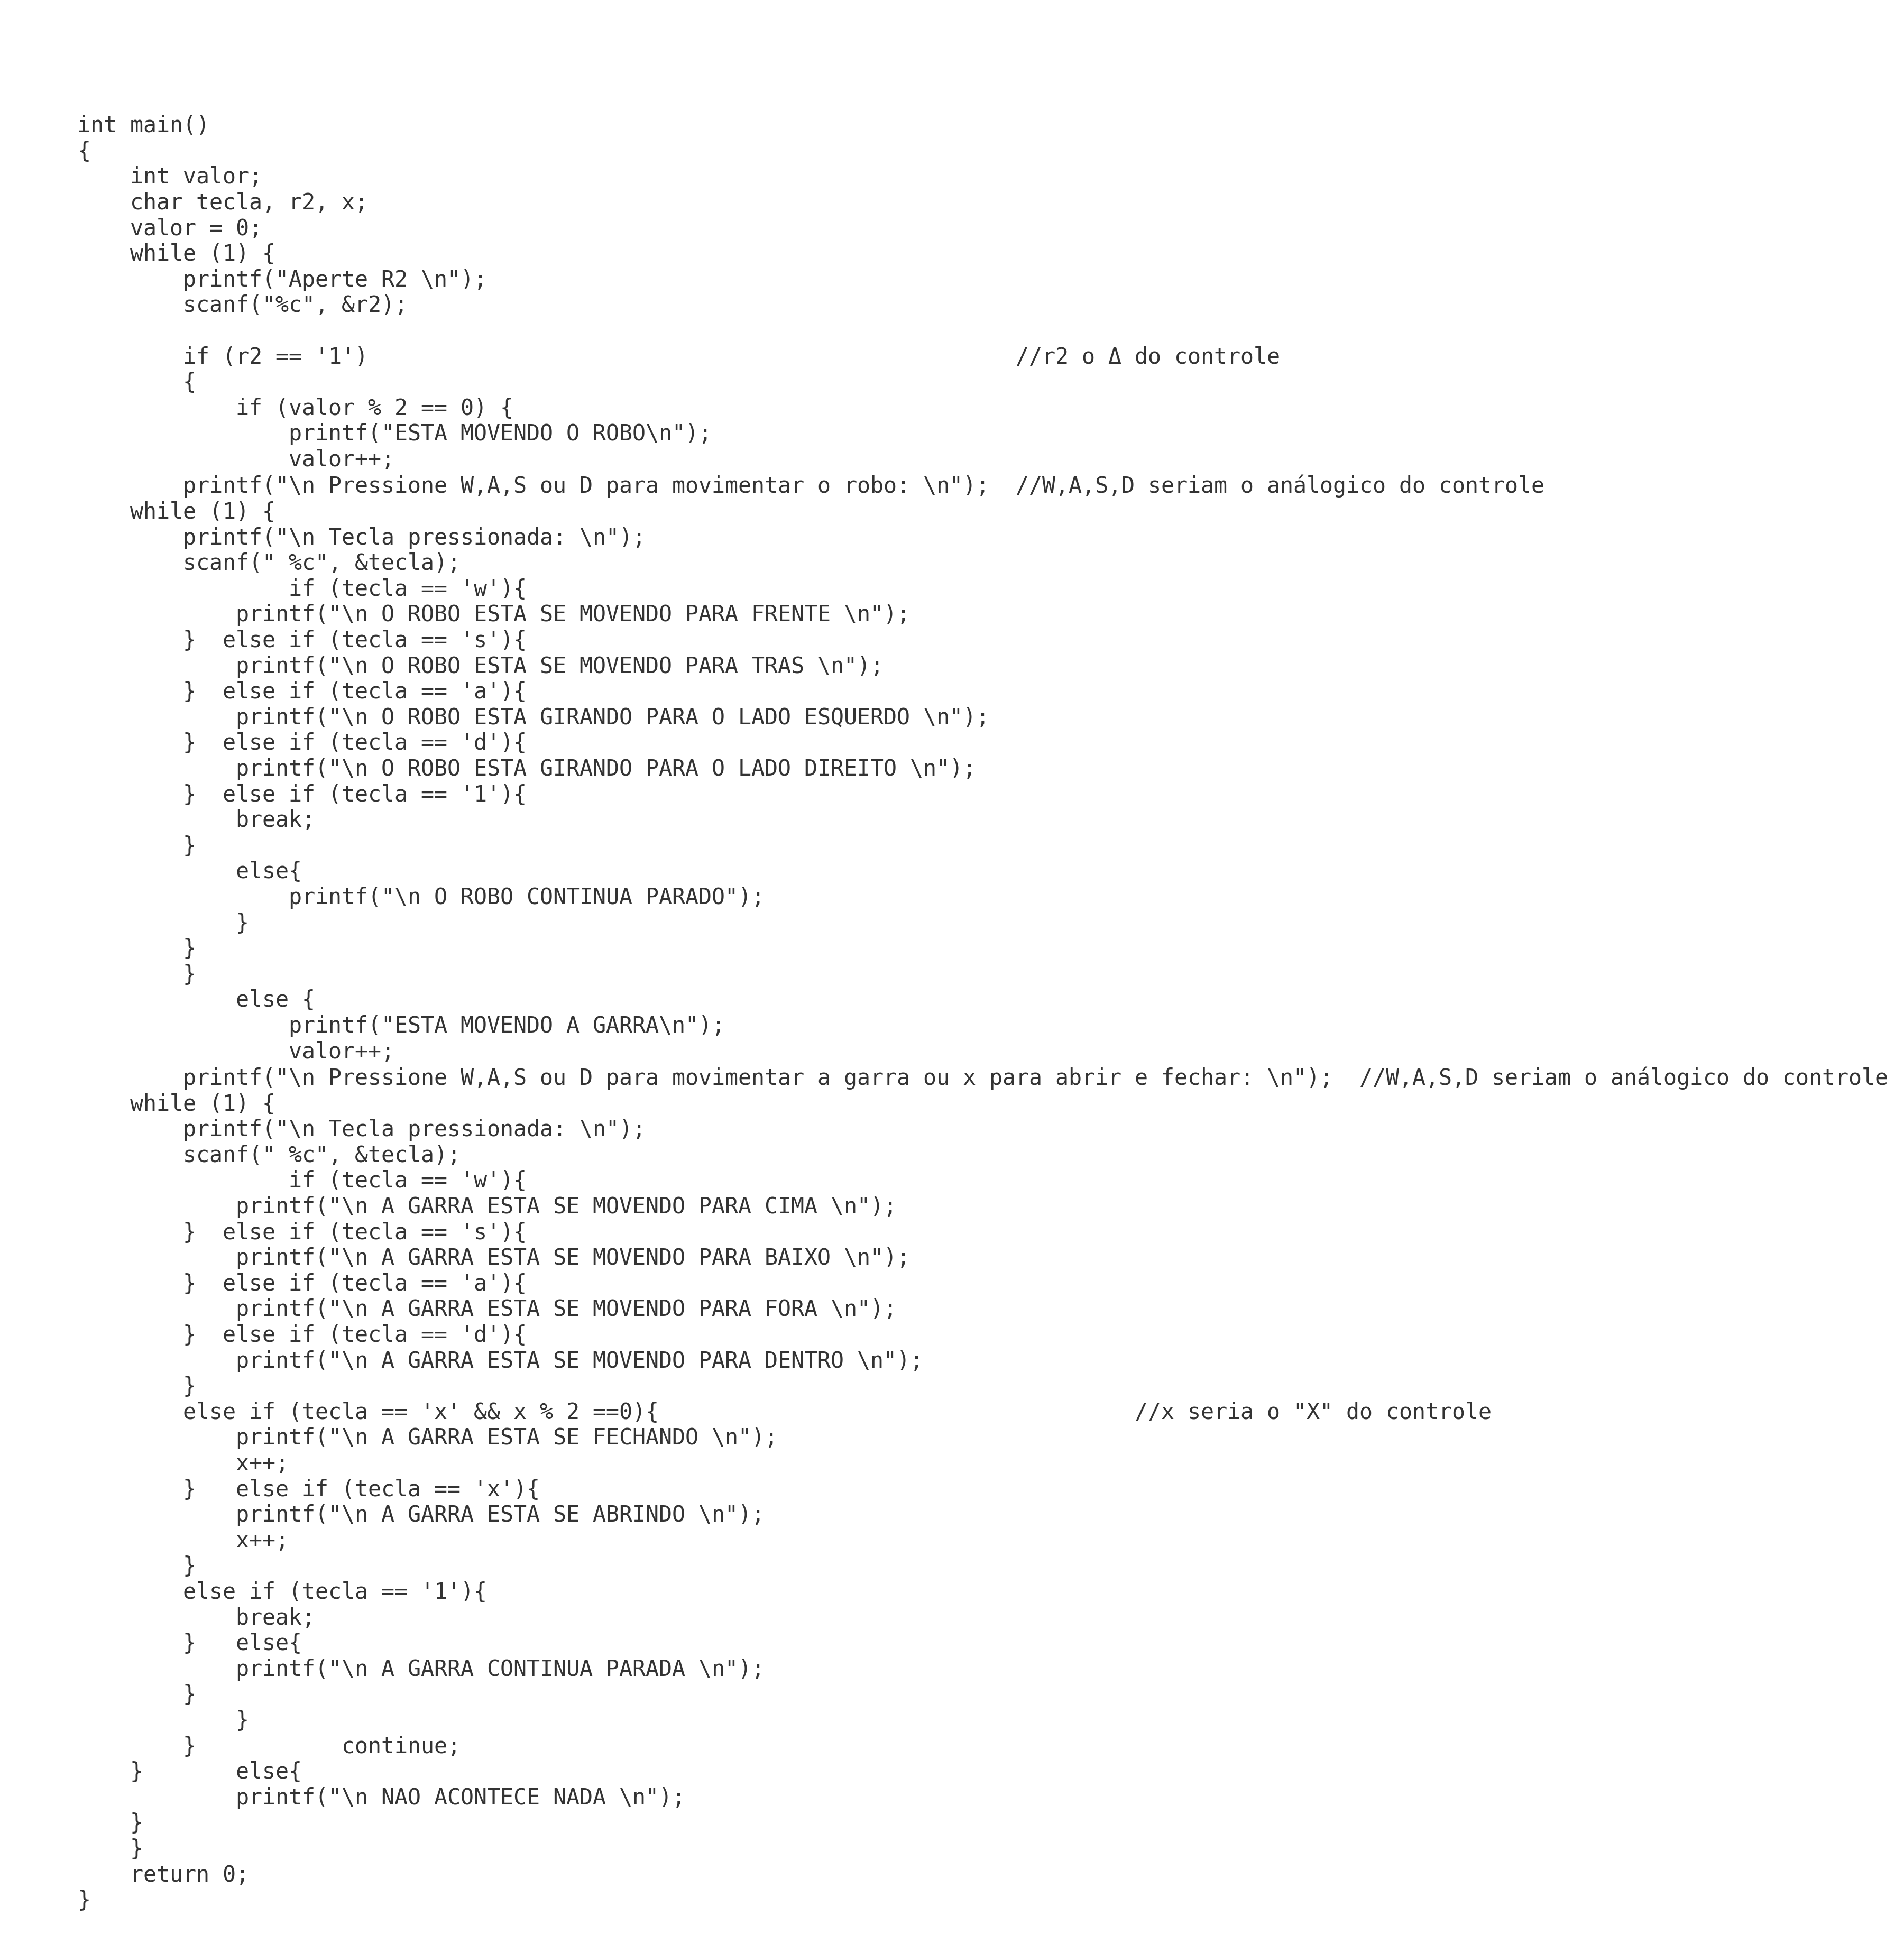 int main()
{
    int valor;
    char tecla, r2, x;
    valor = 0;
    while (1) {
        printf("Aperte R2 \n");
        scanf("%c", &r2);

        if (r2 == '1')                                                 //r2 o Δ do controle
        {
            if (valor % 2 == 0) {
                printf("ESTA MOVENDO O ROBO\n");
                valor++;
        printf("\n Pressione W,A,S ou D para movimentar o robo: \n");  //W,A,S,D seriam o análogico do controle
    while (1) {
        printf("\n Tecla pressionada: \n");
        scanf(" %c", &tecla);
                if (tecla == 'w'){
            printf("\n O ROBO ESTA SE MOVENDO PARA FRENTE \n");
        }  else if (tecla == 's'){
            printf("\n O ROBO ESTA SE MOVENDO PARA TRAS \n");
        }  else if (tecla == 'a'){
            printf("\n O ROBO ESTA GIRANDO PARA O LADO ESQUERDO \n");
        }  else if (tecla == 'd'){
            printf("\n O ROBO ESTA GIRANDO PARA O LADO DIREITO \n");
        }  else if (tecla == '1'){
            break;
        }
            else{
                printf("\n O ROBO CONTINUA PARADO");
            }
        }
        }
            else {
                printf("ESTA MOVENDO A GARRA\n");
                valor++;
        printf("\n Pressione W,A,S ou D para movimentar a garra ou x para abrir e fechar: \n");  //W,A,S,D seriam o análogico do controle
    while (1) {
        printf("\n Tecla pressionada: \n");
        scanf(" %c", &tecla);
                if (tecla == 'w'){
            printf("\n A GARRA ESTA SE MOVENDO PARA CIMA \n");
        }  else if (tecla == 's'){
            printf("\n A GARRA ESTA SE MOVENDO PARA BAIXO \n");
        }  else if (tecla == 'a'){
            printf("\n A GARRA ESTA SE MOVENDO PARA FORA \n");
        }  else if (tecla == 'd'){
            printf("\n A GARRA ESTA SE MOVENDO PARA DENTRO \n");
        }
        else if (tecla == 'x' && x % 2 ==0){                                    //x seria o "X" do controle
            printf("\n A GARRA ESTA SE FECHANDO \n");
            x++;
        }   else if (tecla == 'x'){
            printf("\n A GARRA ESTA SE ABRINDO \n");
            x++;
        }
        else if (tecla == '1'){
            break;
        }   else{
            printf("\n A GARRA CONTINUA PARADA \n");
        }
            }
        }           continue;
    }       else{
            printf("\n NAO ACONTECE NADA \n");
    }
    }
    return 0;
}